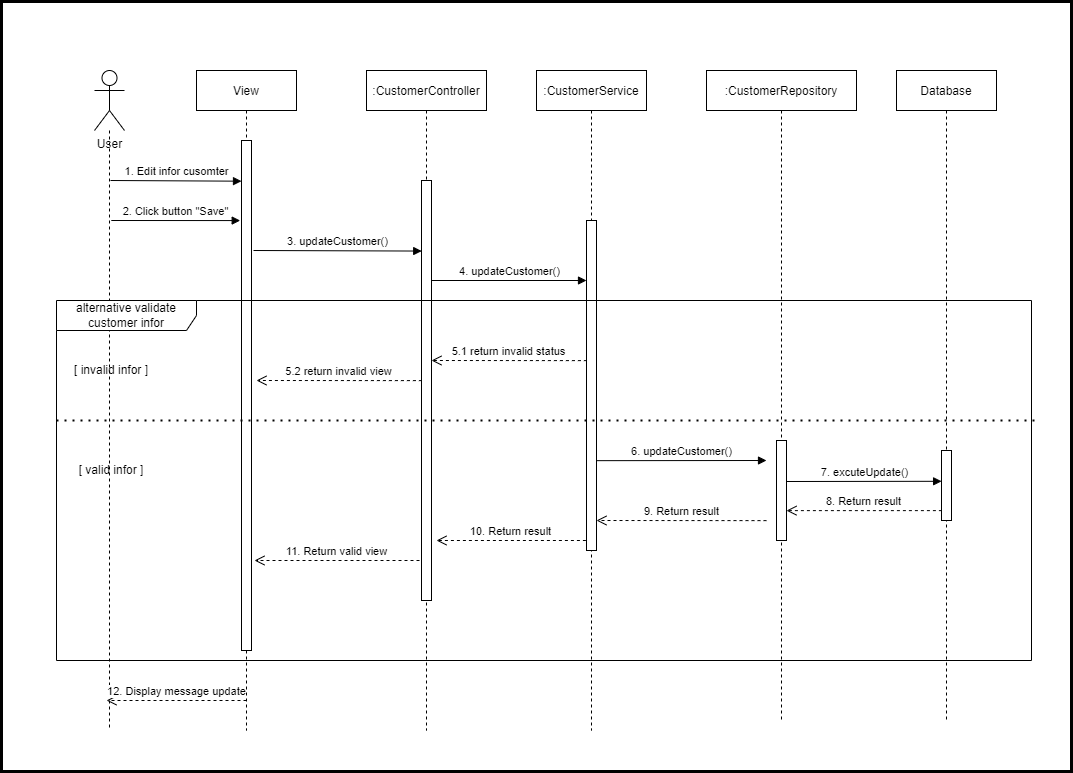 View
:CustomerController
:CustomerService
:CustomerRepository
Database
User
1. Edit infor cusomter
2. Click button "Save"
3. updateCustomer()
4. updateCustomer()
alternative validate
customer infor
5.1 return invalid status
[ invalid infor ]
5.2 return invalid view
6. updateCustomer()
[ valid infor ]
7. excuteUpdate()
8. Return result
9. Return result
10. Return result
11. Return valid view
12. Display message update